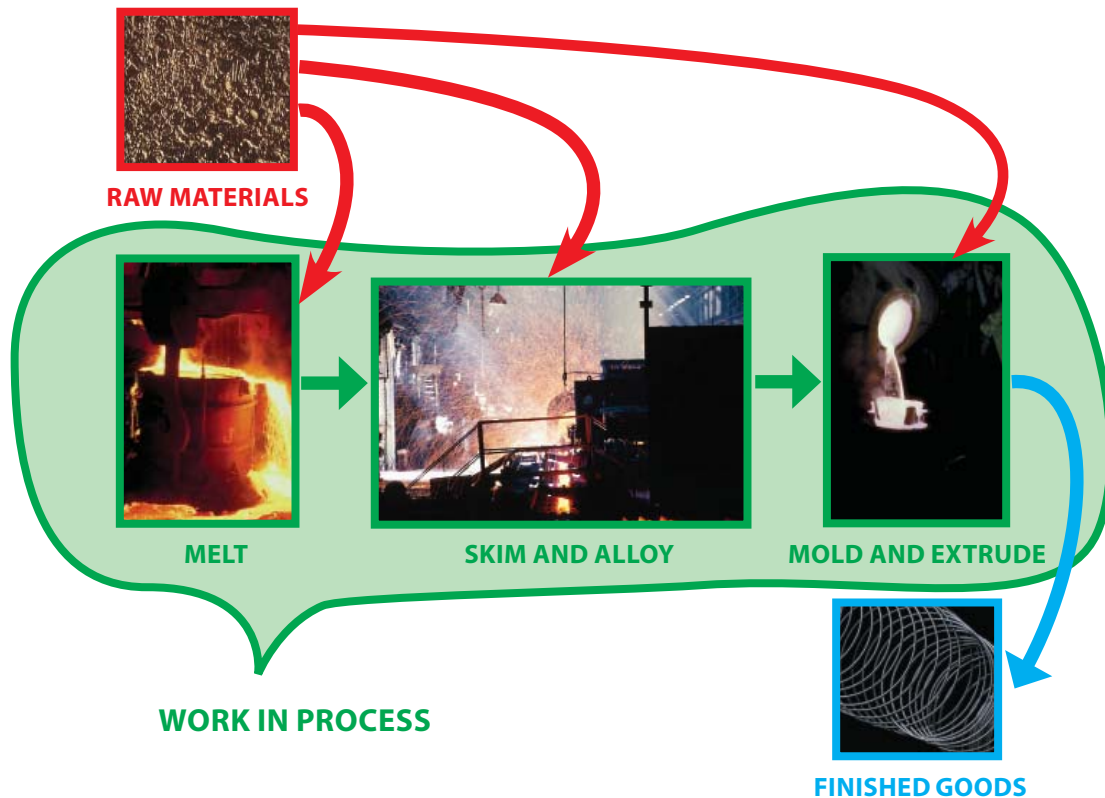 RAW MATERIALS
MELT
SKIM AND ALLOY
MOLD AND EXTRUDE
WORK IN PROCESS
FINISHED GOODS